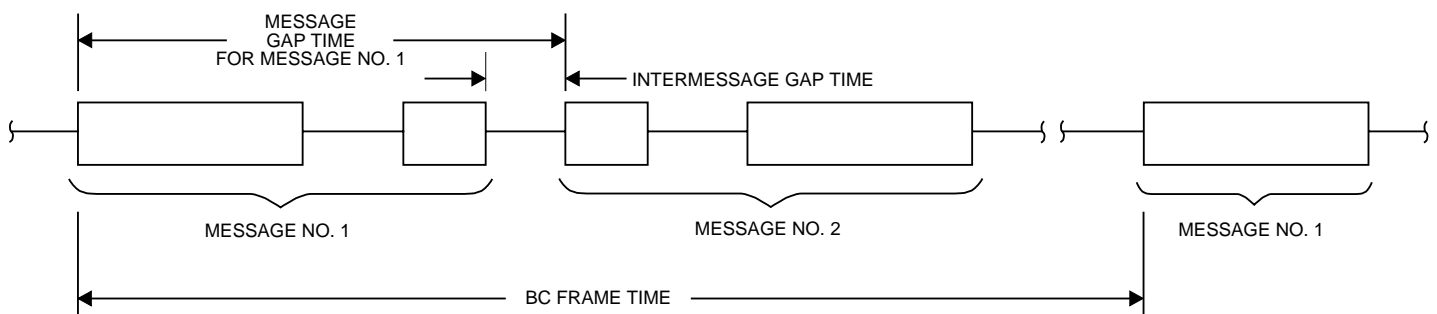 MESSAGE
GAP TIME
FOR MESSAGE NO. 1
INTERMESSAGE GAP TIME
MESSAGE NO. 1
MESSAGE NO. 2
MESSAGE NO. 1
BC FRAME TIME